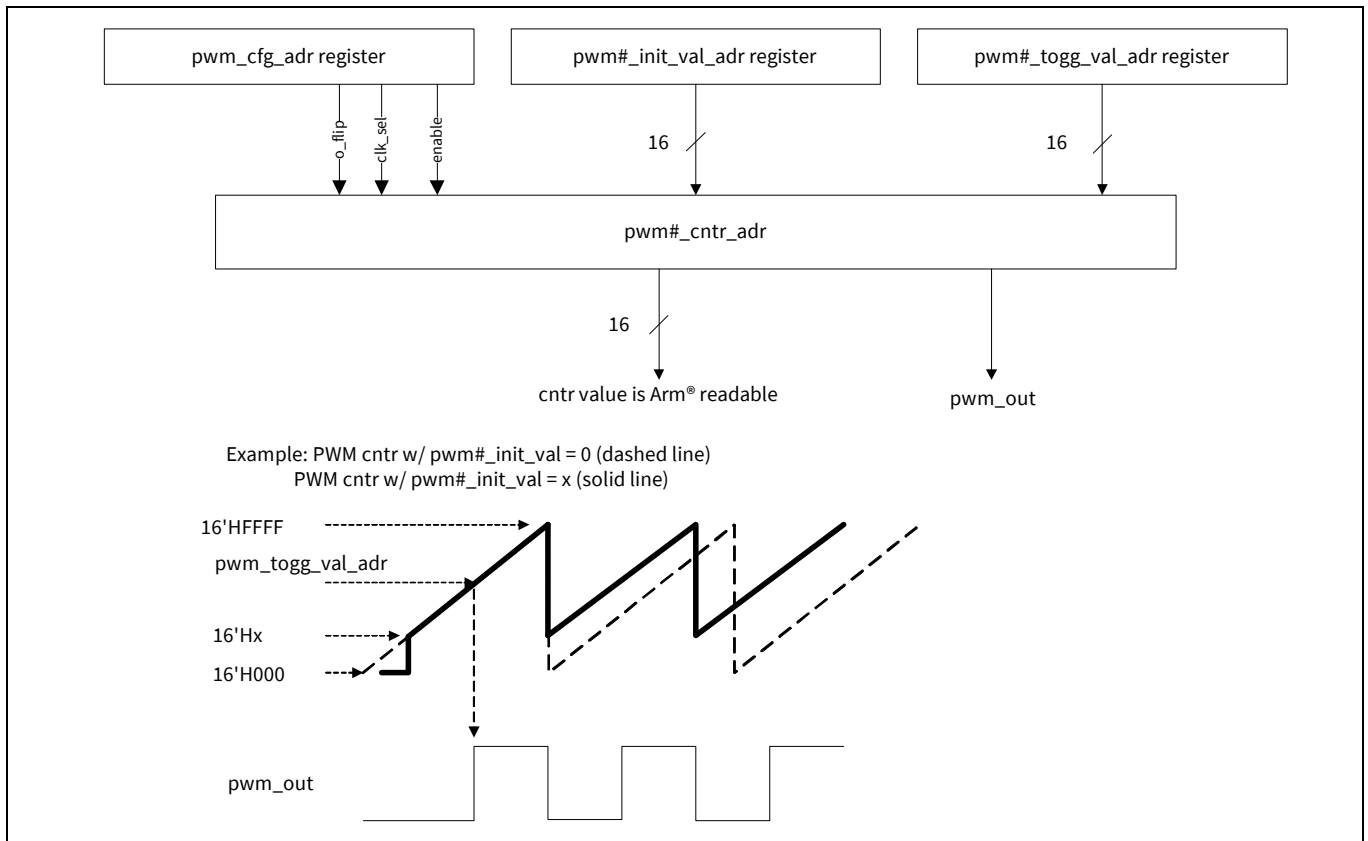 pwm_cfg_adr register
pwm#_init_val_adr register
pwm#_togg_val_adr register
o_flip
clk_sel
enable
16
16
pwm#_cntr_adr
16
cntr value is Arm® readable
pwm_out
Example: PWM cntr w/ pwm#_init_val = 0 (dashed line)
PWM cntr w/ pwm#_init_val = x (solid line)
16'HFFFF
pwm_togg_val_adr
16'Hx
16'H000
pwm_out